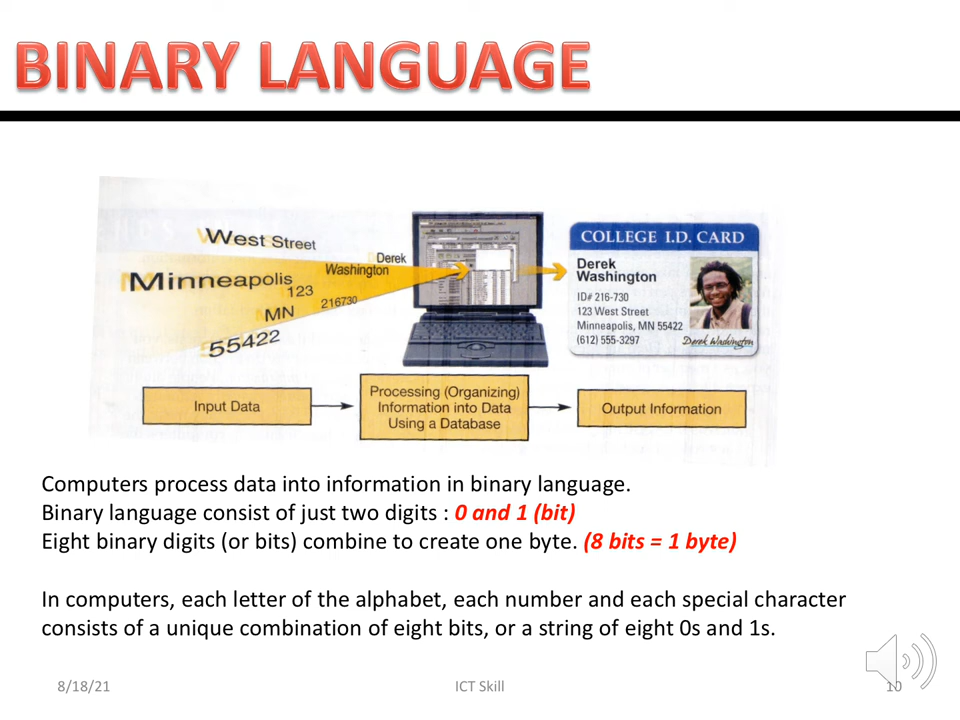 BINARY LANGUAGE
West Street
Minneapolis
123
MN
55422
Derek
Washington
216730
COLLEGE I.D. CARD
Derek
Washington
ID# 216-730
123 West Street
Minneapolis, MN 55422
(612) 555-3297
Derek Washington
Input Data
Processing (Organizing)
Information into Data
Using a Database
Output Information
Computers process data into information in binary language.
Binary language consist of just two digits : 0 and 1 (bit)
Eight binary digits (or bits) combine to create one byte. (8 bits = 1 byte)
In computers, each letter of the alphabet, each number and each special character
consists of a unique combination of eight bits, or a string of eight 0s and 1s.
8/18/21
ICT Skill
10